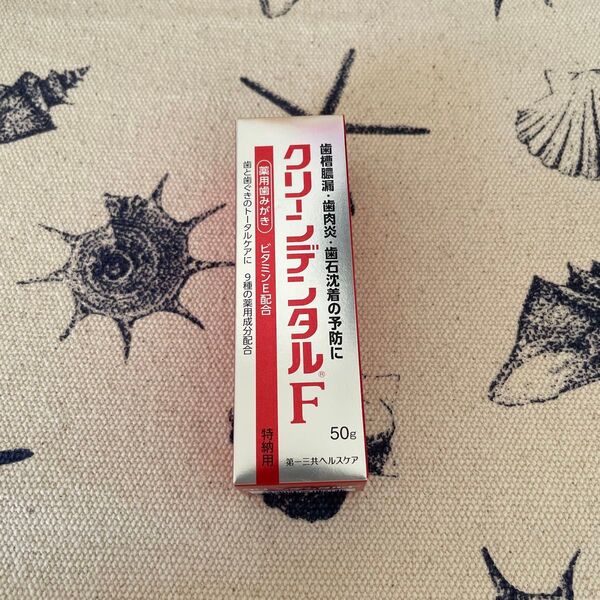 歯槽膿漏・歯肉炎・歯石沈着の予防に
クリーンデンタル®F
薬用歯みがき ビタミンE配合
歯と歯ぐきのトータルケアに 9種の薬用成分配合
特納用
50g
第一三共ヘルスケア